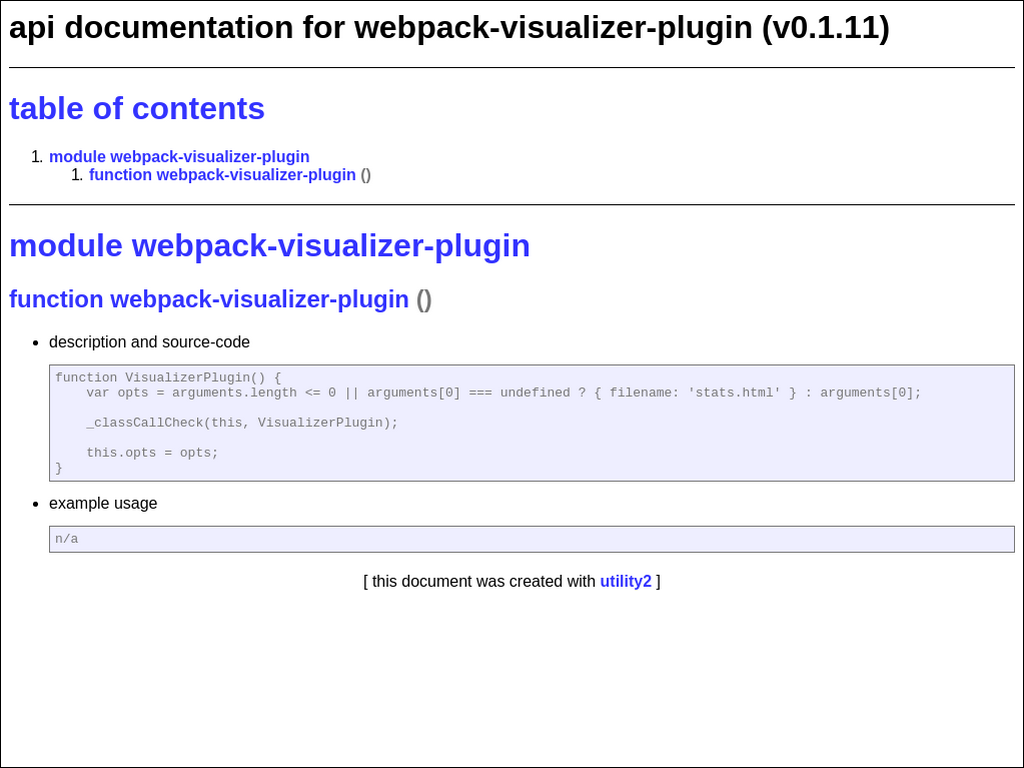 api documentation for webpack-visualizer-plugin (v0.1.11)
table of contents
1. module webpack-visualizer-plugin
1. function webpack-visualizer-plugin ()
module webpack-visualizer-plugin
function webpack-visualizer-plugin ()
• description and source-code
function VisualizerPlugin() {
    var opts = arguments.length <= 0 || arguments[0] === undefined ? { filename: 'stats.html' } : arguments[0];
    _classCallCheck(this, VisualizerPlugin);
    this.opts = opts;
}
• example usage
n/a
[ this document was created with utility2 ]